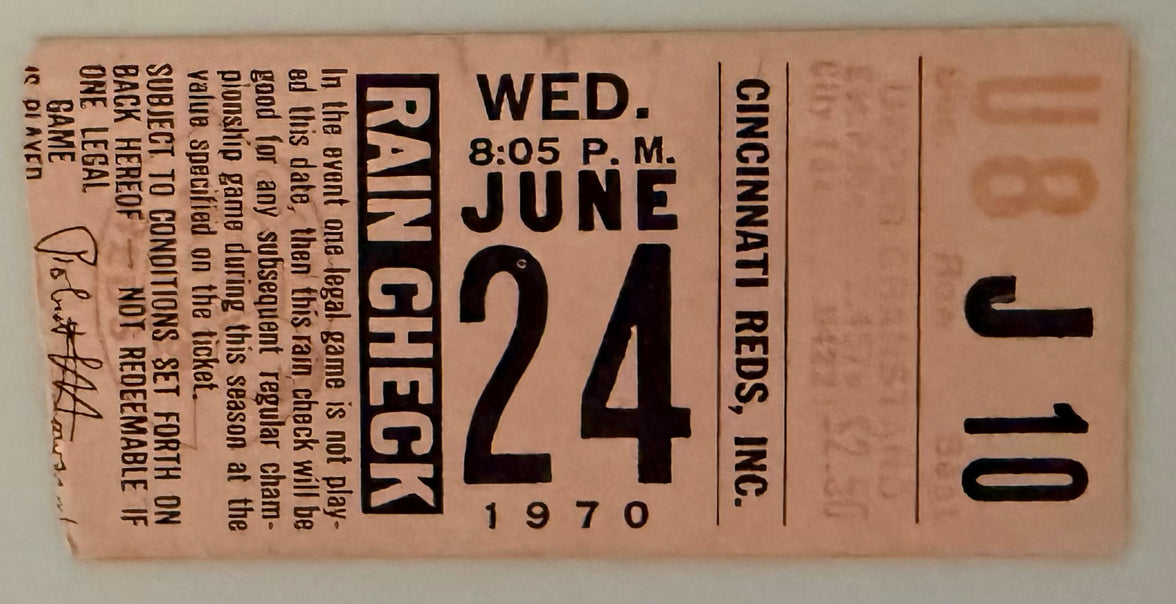 U8 J 10
CINCINNATI REDS, INC.
WED.
8:05 P. M.
JUNE
24
1970
RAIN CHECK
In the event one legal game is not play-
ed this date, then this rain check will be
good for any subsequent regular cham-
pionship game during this season at the
value specified on the ticket.
SUBJECT TO CONDITIONS SET FORTH ON
BACK HEREOF — NOT REDEEMABLE IF
ONE LEGAL
GAME
IS PLAYED